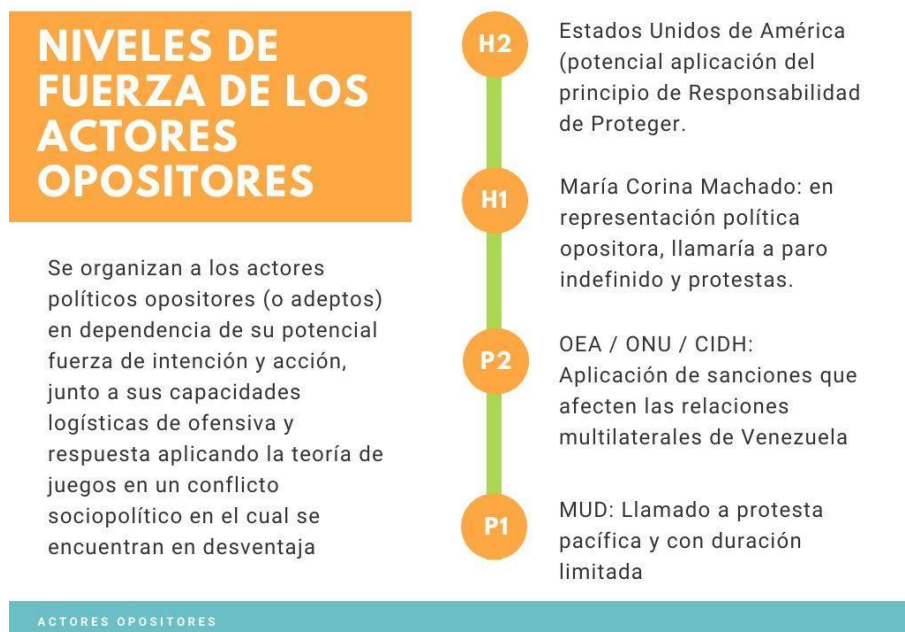 NIVELES DE
FUERZA DE LOS
ACTORES
OPOSITORES
Se organizan a los actores
políticos opositores (o adeptos)
en dependencia de su potencial
fuerza de intención y acción,
junto a sus capacidades
logísticas de ofensiva y
respuesta aplicando la teoría de
juegos en un conflicto
sociopolítico en el cual se
encuentran en desventaja
H2
Estados Unidos de América
(potencial aplicación del
principio de Responsabilidad
de Proteger.
H1
María Corina Machado: en
representación política
opositora, llamaría a paro
indefinido y protestas.
P2
OEA / ONU / CIDH:
Aplicación de sanciones que
afecten las relaciones
multilaterales de Venezuela
P1
MUD: Llamado a protesta
pacífica y con duración
limitada
ACTORES OPOSITORES